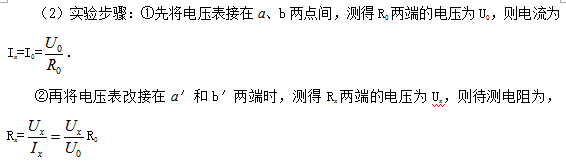 (2)实验步骤:①先将电压表接在 a、b 两点间,测得 R₀ 两端的电压为 U₀,则电流为
Iₓ=I₀=U₀/R₀.
②再将电压表改接在 a′ 和 b′ 两端时,测得 Rₓ 两端的电压为 Uₓ,则待测电阻为,
Rₓ=Uₓ/Iₓ=Uₓ/U₀ R₀